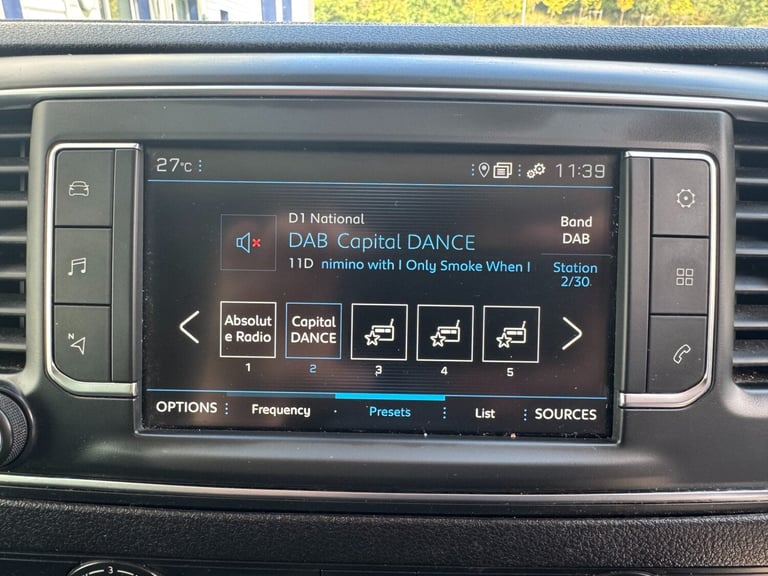 27°C
11:39
D1 National
DAB Capital DANCE
11D nimino with I Only Smoke When I
Band
DAB
Station
2/30
Absolut
e Radio
Capital
DANCE
1 2 3 4 5
OPTIONS Frequency Presets List SOURCES
N
3